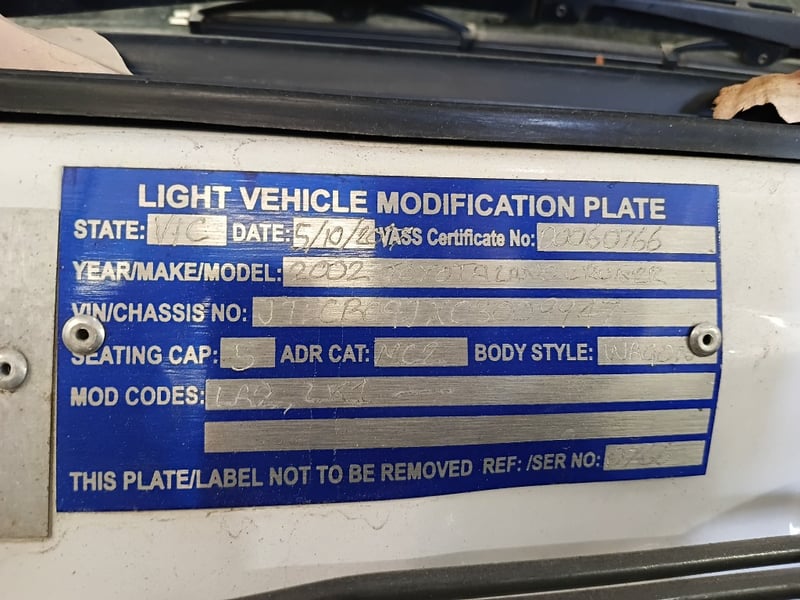 LIGHT VEHICLE MODIFICATION PLATE
STATE: VIC DATE: VASS Certificate No: 00060766
YEAR/MAKE/MODEL: 2002 TOYOTA LANDCRUISER
VIN/CHASSIS NO:
SEATING CAP: 5 ADR CAT: BODY STYLE: WAGON
MOD CODES:
THIS PLATE/LABEL NOT TO BE REMOVED REF: /SER NO: